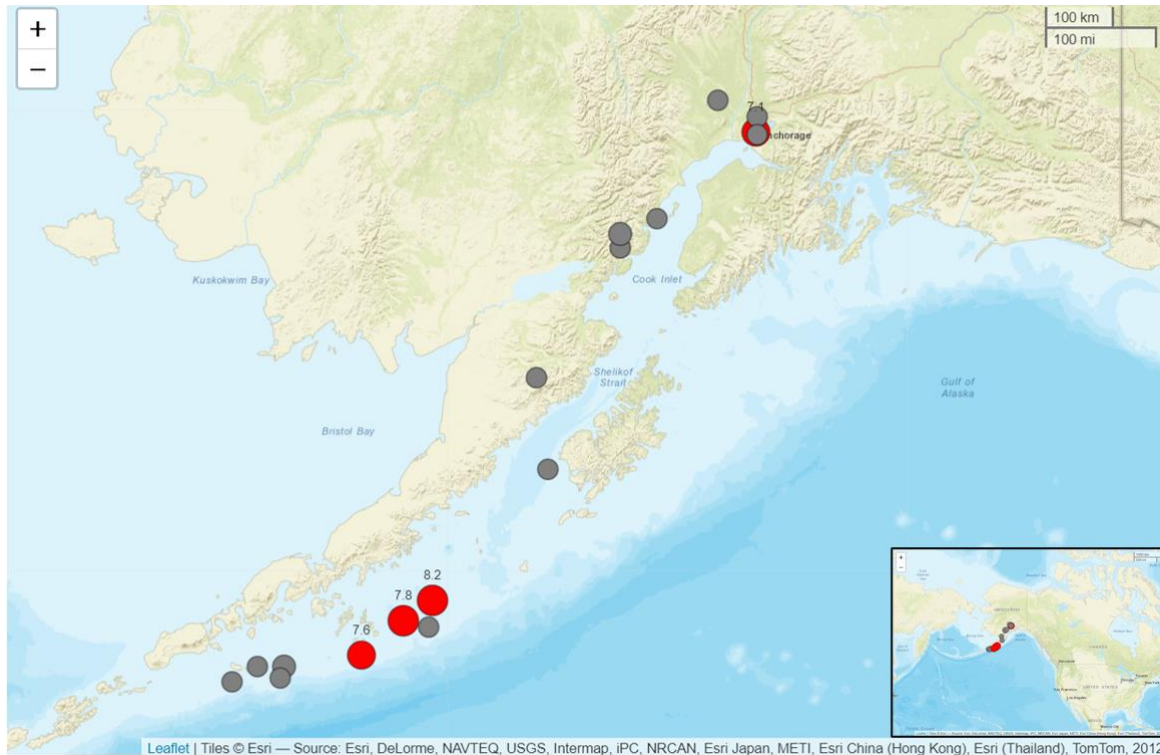 +
−
100 km
100 mi
7.1
nchorage
Kuskokwim Bay
Cook Inlet
Shelikof
Strait
Gulf of
Alaska
Bristol Bay
8.2
7.8
7.6
Leaflet | Tiles © Esri — Source: Esri, DeLorme, NAVTEQ, USGS, Intermap, iPC, NRCAN, Esri Japan, METI, Esri China (Hong Kong), Esri (Thailand), TomTom, 201